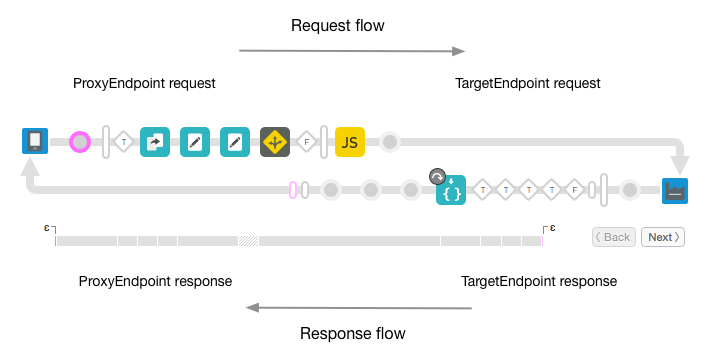 Request flow
ProxyEndpoint request TargetEndpoint request
T F JS
{ } T T T T F
ε ε
Back Next
ProxyEndpoint response TargetEndpoint response
Response flow